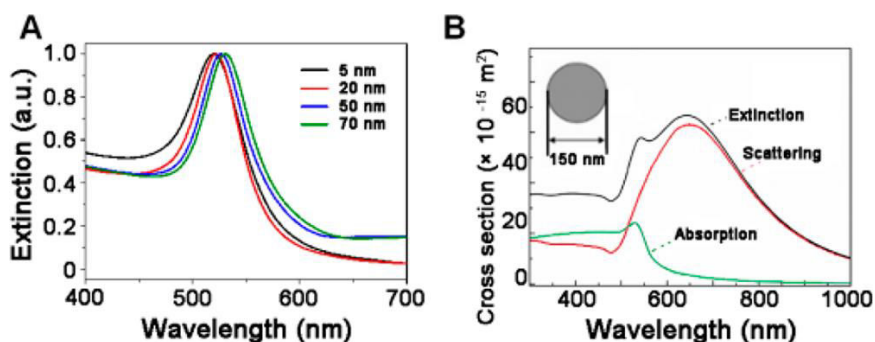 A
Extinction (a.u.)
1.0
0.8
0.6
0.4
0.2
0
5 nm
20 nm
50 nm
70 nm
400 500 600 700
Wavelength (nm)
B
Cross section (× 10 -15 m²)
60
40
20
0
150 nm
Extinction
Scattering
Absorption
400 600 800 1000
Wavelength (nm)